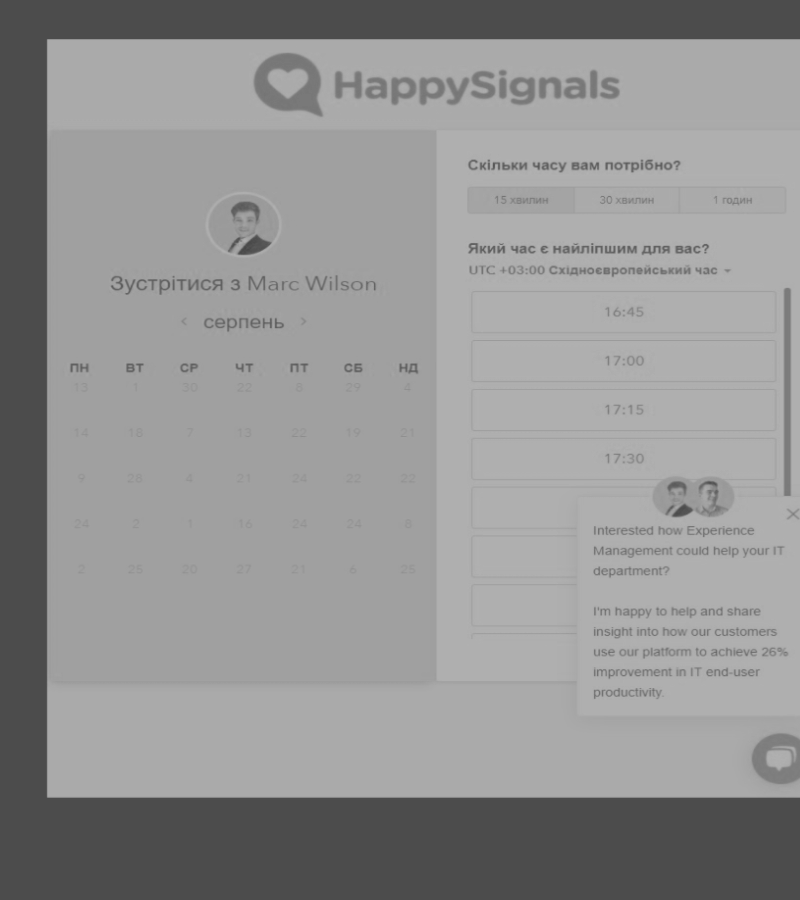 HappySignals
Зустрітися з Marc Wilson
серпень
ПН ВТ СР ЧТ ПТ СБ НД
13 1 30 22 8 29 4
14 18 7 13 22 19 21
9 26 4 21 24 22 22
24 2 1 16 24 24 8
2 25 20 27 21 6 25
Скільки часу вам потрібно?
15 хвилин 30 хвилин 1 годин
Який час є найліпшим для вас?
UTC +03:00 Східноєвропейський час
16:45
17:00
17:15
17:30
Interested how Experience
Management could help your IT
department?
I'm happy to help and share
insight into how our customers
use our platform to achieve 26%
improvement in IT end-user
productivity.